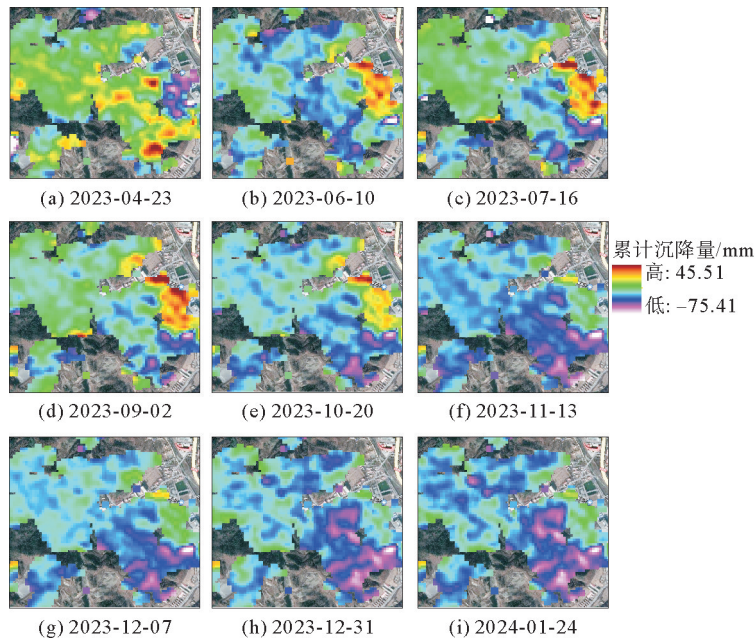 (a) 2023-04-23
(b) 2023-06-10
(c) 2023-07-16
累计沉降量/mm
高: 45.51
低: –75.41
(d) 2023-09-02
(e) 2023-10-20
(f) 2023-11-13
(g) 2023-12-07
(h) 2023-12-31
(i) 2024-01-24